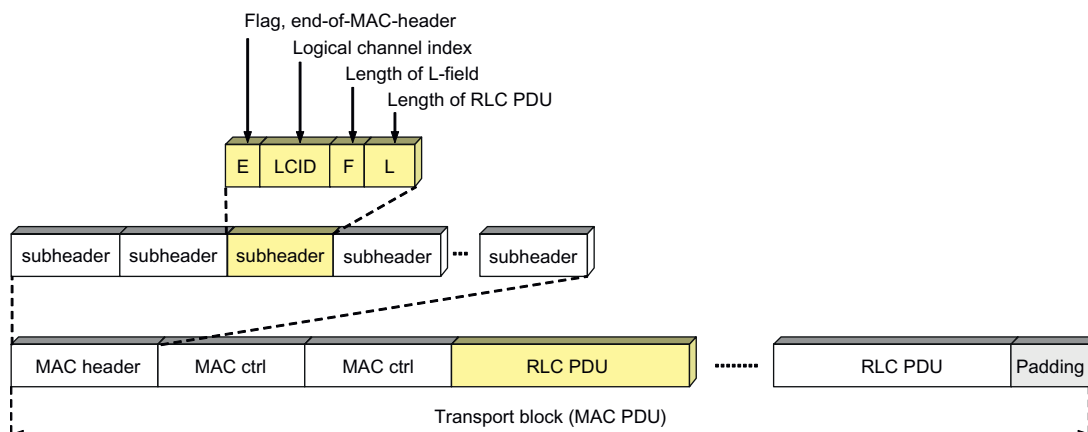 Flag, end-of-MAC-header
Logical channel index
Length of L-field
Length of RLC PDU
E LCID F L
subheader subheader subheader subheader subheader
MAC header MAC ctrl MAC ctrl RLC PDU RLC PDU Padding
Transport block (MAC PDU)